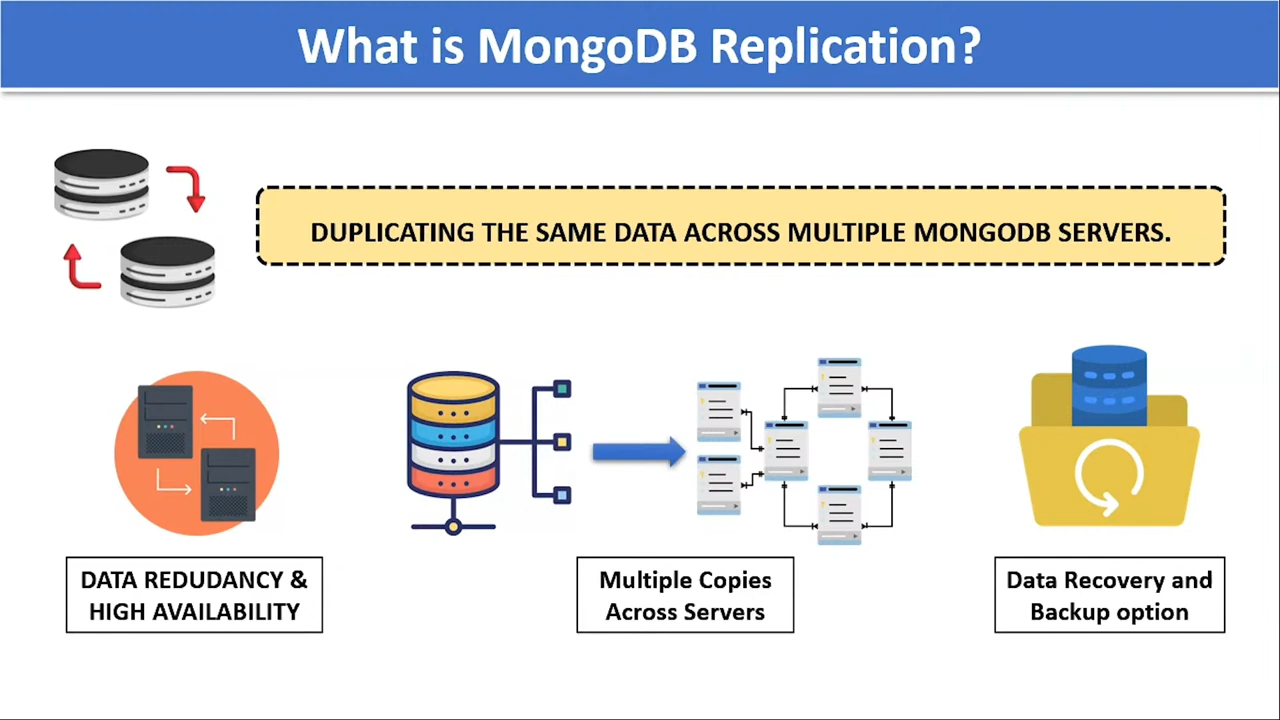 What is MongoDB Replication?
DUPLICATING THE SAME DATA ACROSS MULTIPLE MONGODB SERVERS.
DATA REDUDANCY &
HIGH AVAILABILITY
Multiple Copies
Across Servers
Data Recovery and
Backup option